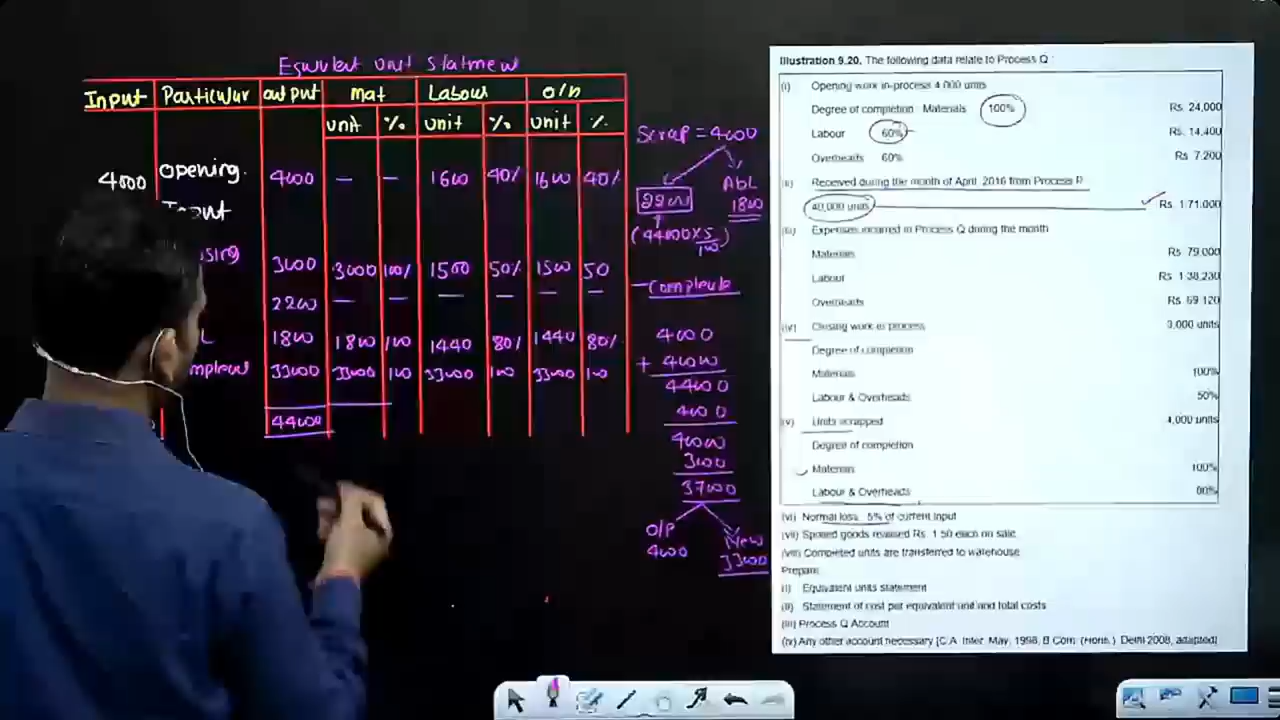 Equvulent unit statment
Input Particular output Mat Labour O/H
unit % unit % unit %
4000 Opening 4000 — — 1600 40% 1600 40%
Input
3000 3000 100% 1500 50% 1500 50
2200 — — — — — —
1800 1800 100 1440 80% 1440 80%
33000 33000 100 33000 100 33000 100
44000
Scrap = 4000
2200
Abl
1800
(44000 × 5/100)
4000
+ 40000
44000
4000
40000
3000
37000
O/P
4000
New
33000
Illustration 9.20. The following data relate to Process Q :
(i) Opening work-in-process 4 000 units
Degree of completion Materials 100% Rs. 24,000
Labour 60% Rs. 14,400
Overheads 60% Rs 7,200
(ii) Received during the month of April 2016 from Process P
40,000 units Rs 1,71,000
(iii) Expenses incurred in Process Q during the month
Materials Rs 79,000
Labour Rs 1,38,230
Overheads Rs 69 120
(iv) Closing work in process 3,000 units
Degree of completion
Materials 100%
Labour & Overheads 50%
(v) Units scrapped 4,000 units
Degree of completion
Materials 100%
Labour & Overheads
(vi) Normal loss 5% of current input
(vii) Spoiled goods realised Rs 1 50 each on sale
(viii) Completed units are transferred to warehouse
Prepare
(i) Equivalent units statement
(ii) Statement of cost per equivalent unit and total costs
(iii) Process Q Account
(iv) Any other account necessary [C.A. Inter. May, 1998, B Com. (Hons.) Delhi 2008, adapted]